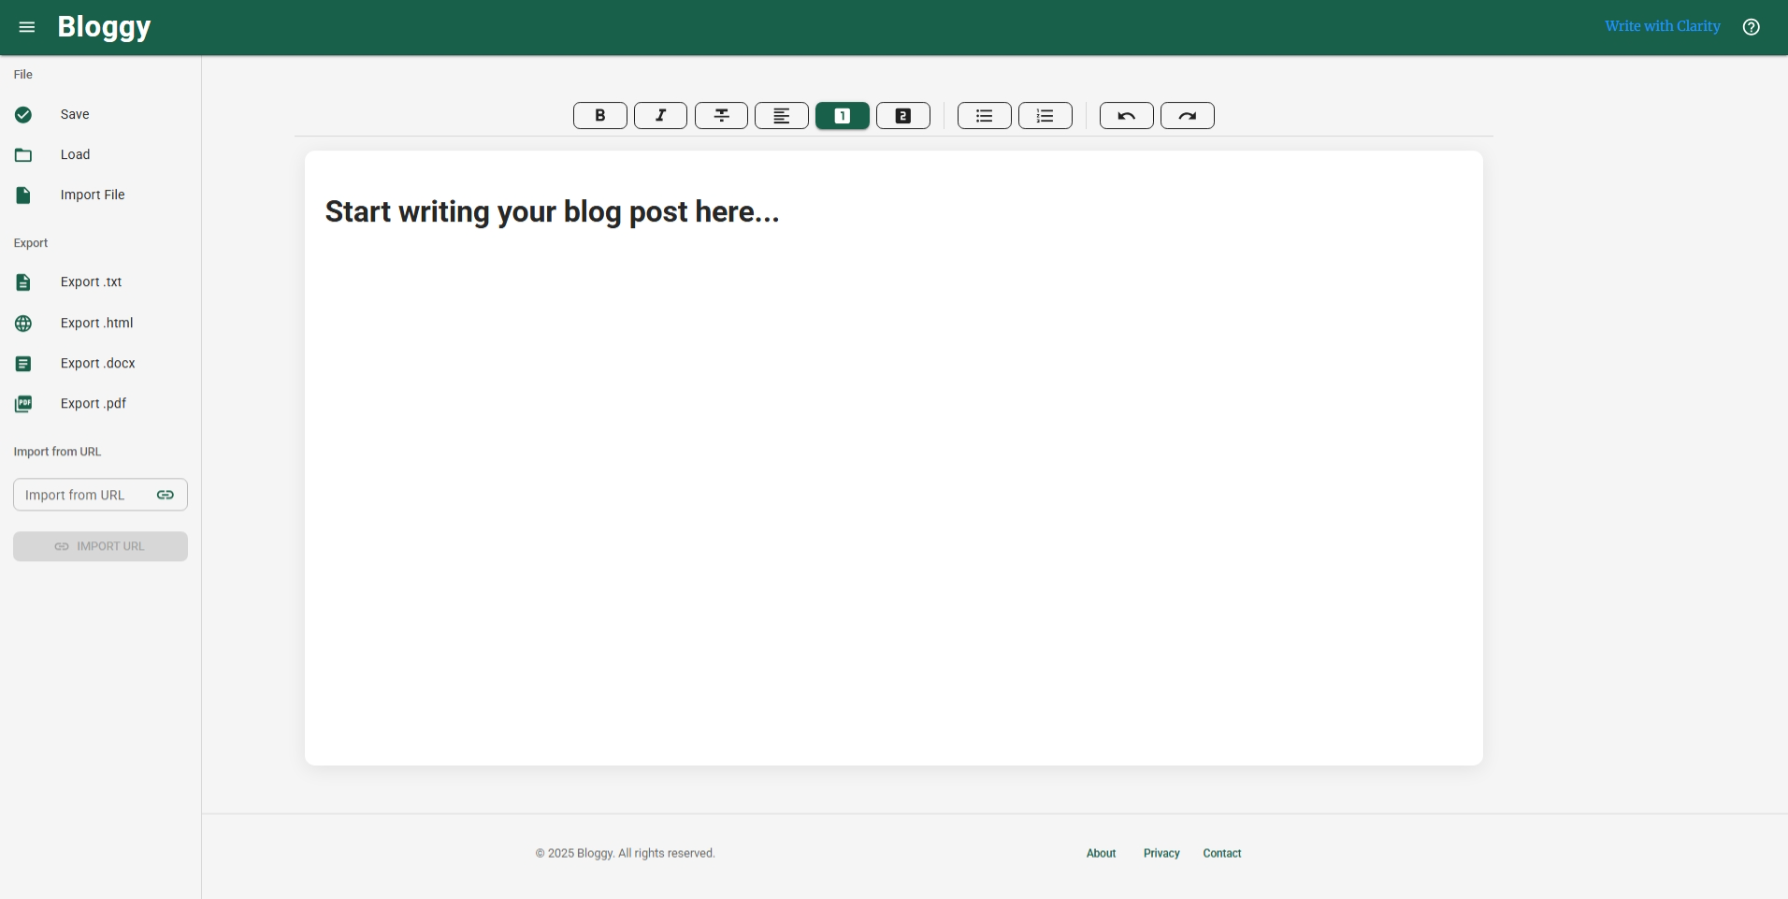 Bloggy
Write with Clarity
File
Save
Load
Import File
Export
Export .txt
Export .html
Export .docx
PDF
Export .pdf
Import from URL
Import from URL
IMPORT URL
B I T 1 2
Start writing your blog post here...
© 2025 Bloggy. All rights reserved.
About Privacy Contact